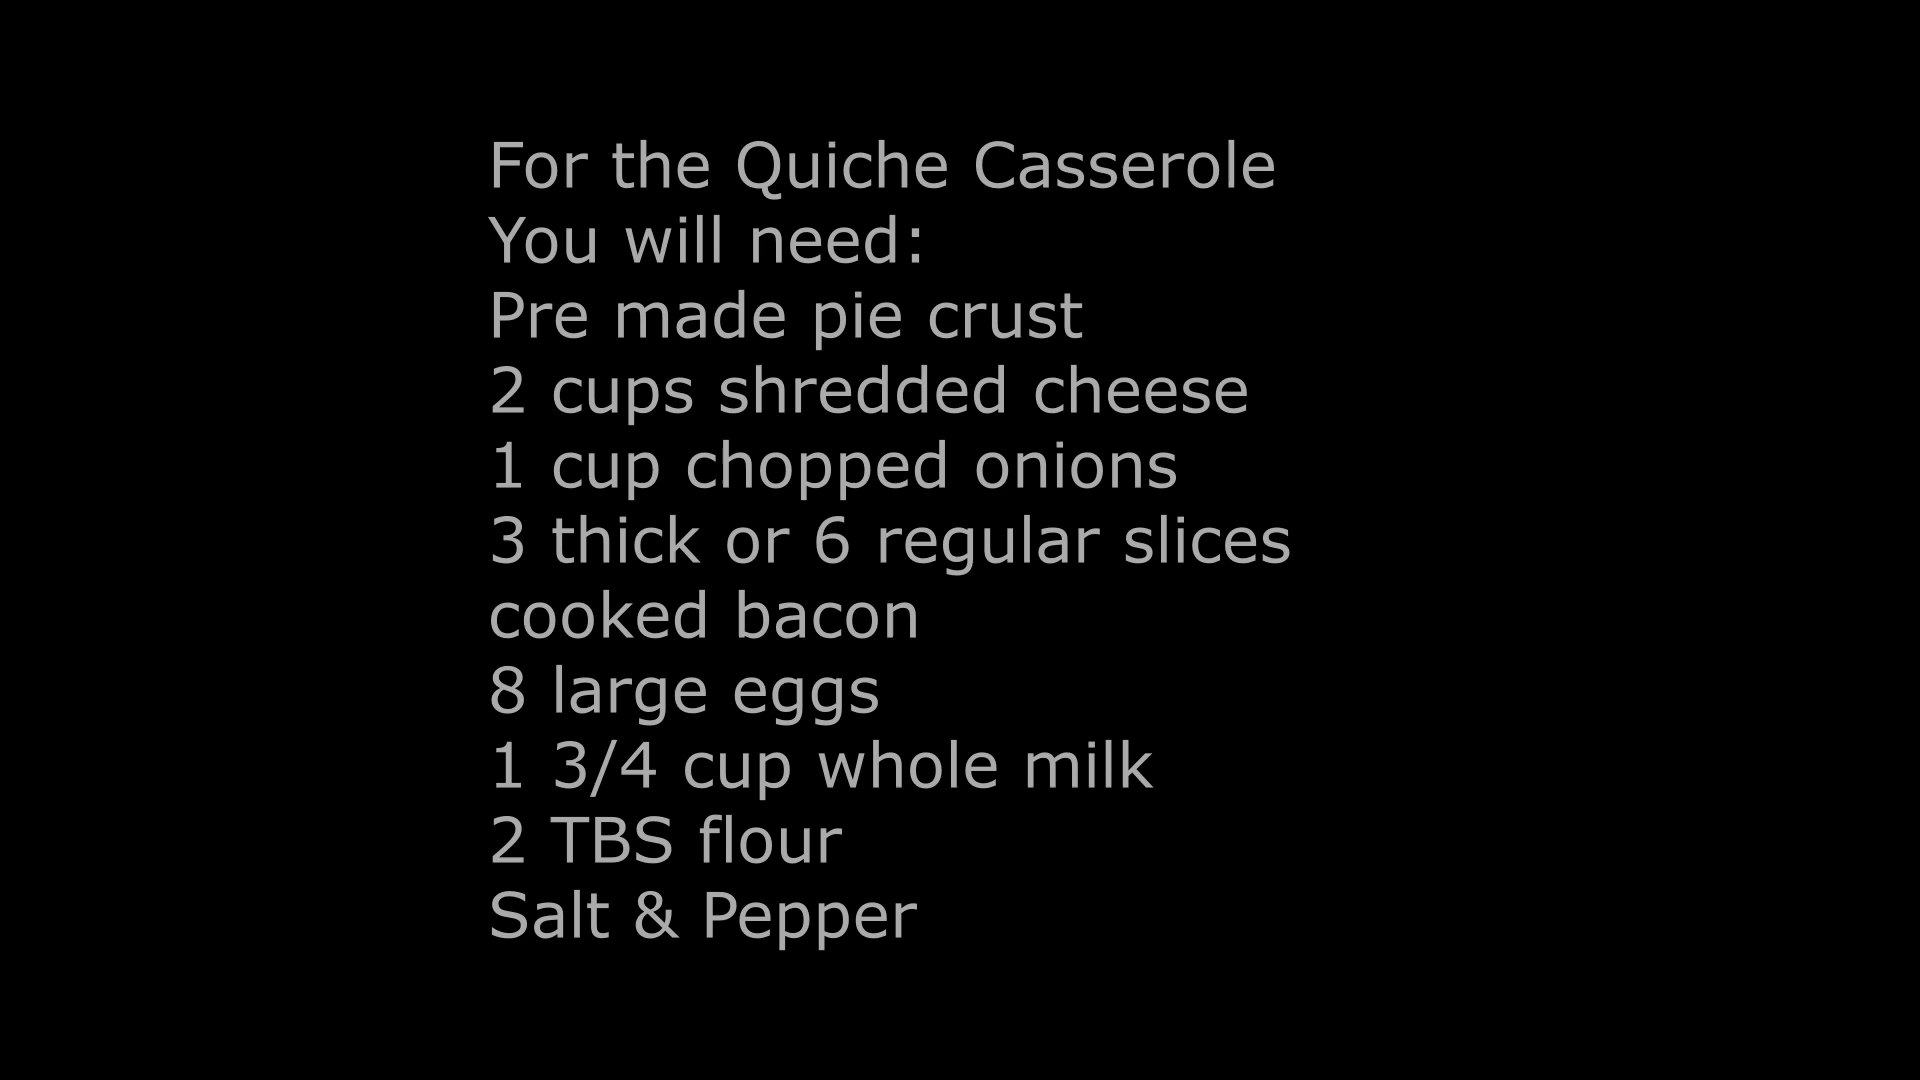 For the Quiche Casserole
You will need:
Pre made pie crust
2 cups shredded cheese
1 cup chopped onions
3 thick or 6 regular slices
cooked bacon
8 large eggs
1 3/4 cup whole milk
2 TBS flour
Salt & Pepper